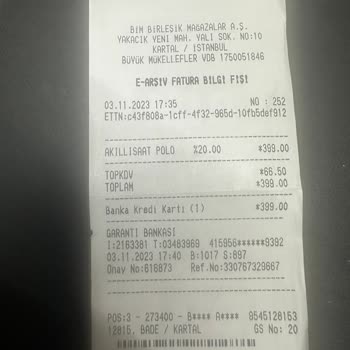 BİM BİRLEŞİK MAĞAZALAR A.Ş.
YAKACIK YENİ MAH. YALI SOK. NO:10
KARTAL / İSTANBUL
BÜYÜK MÜKELLEFLER VDB 1750051846
E-ARŞİV FATURA BİLGİ FİŞİ
03.11.2023 17:35 NO : 252
ETTN:c43f808a-1cff-4f32-965d-10fb5def912
AKILLISAAT POLO %20.00 *399.00
TOPKDV *66.50
TOPLAM *399.00
Banka Kredi Kartı (1) *399.00
GARANTI BANKASI
I:2163381 T:03483969 415956******9392
03.11.2023 17:40 B:1017 S:697
Onay No:616873 Ref.No:330767329667
POS:3 - 273400 - B**** A**** 8545128153
12815, BADE / KARTAL GS No: 20